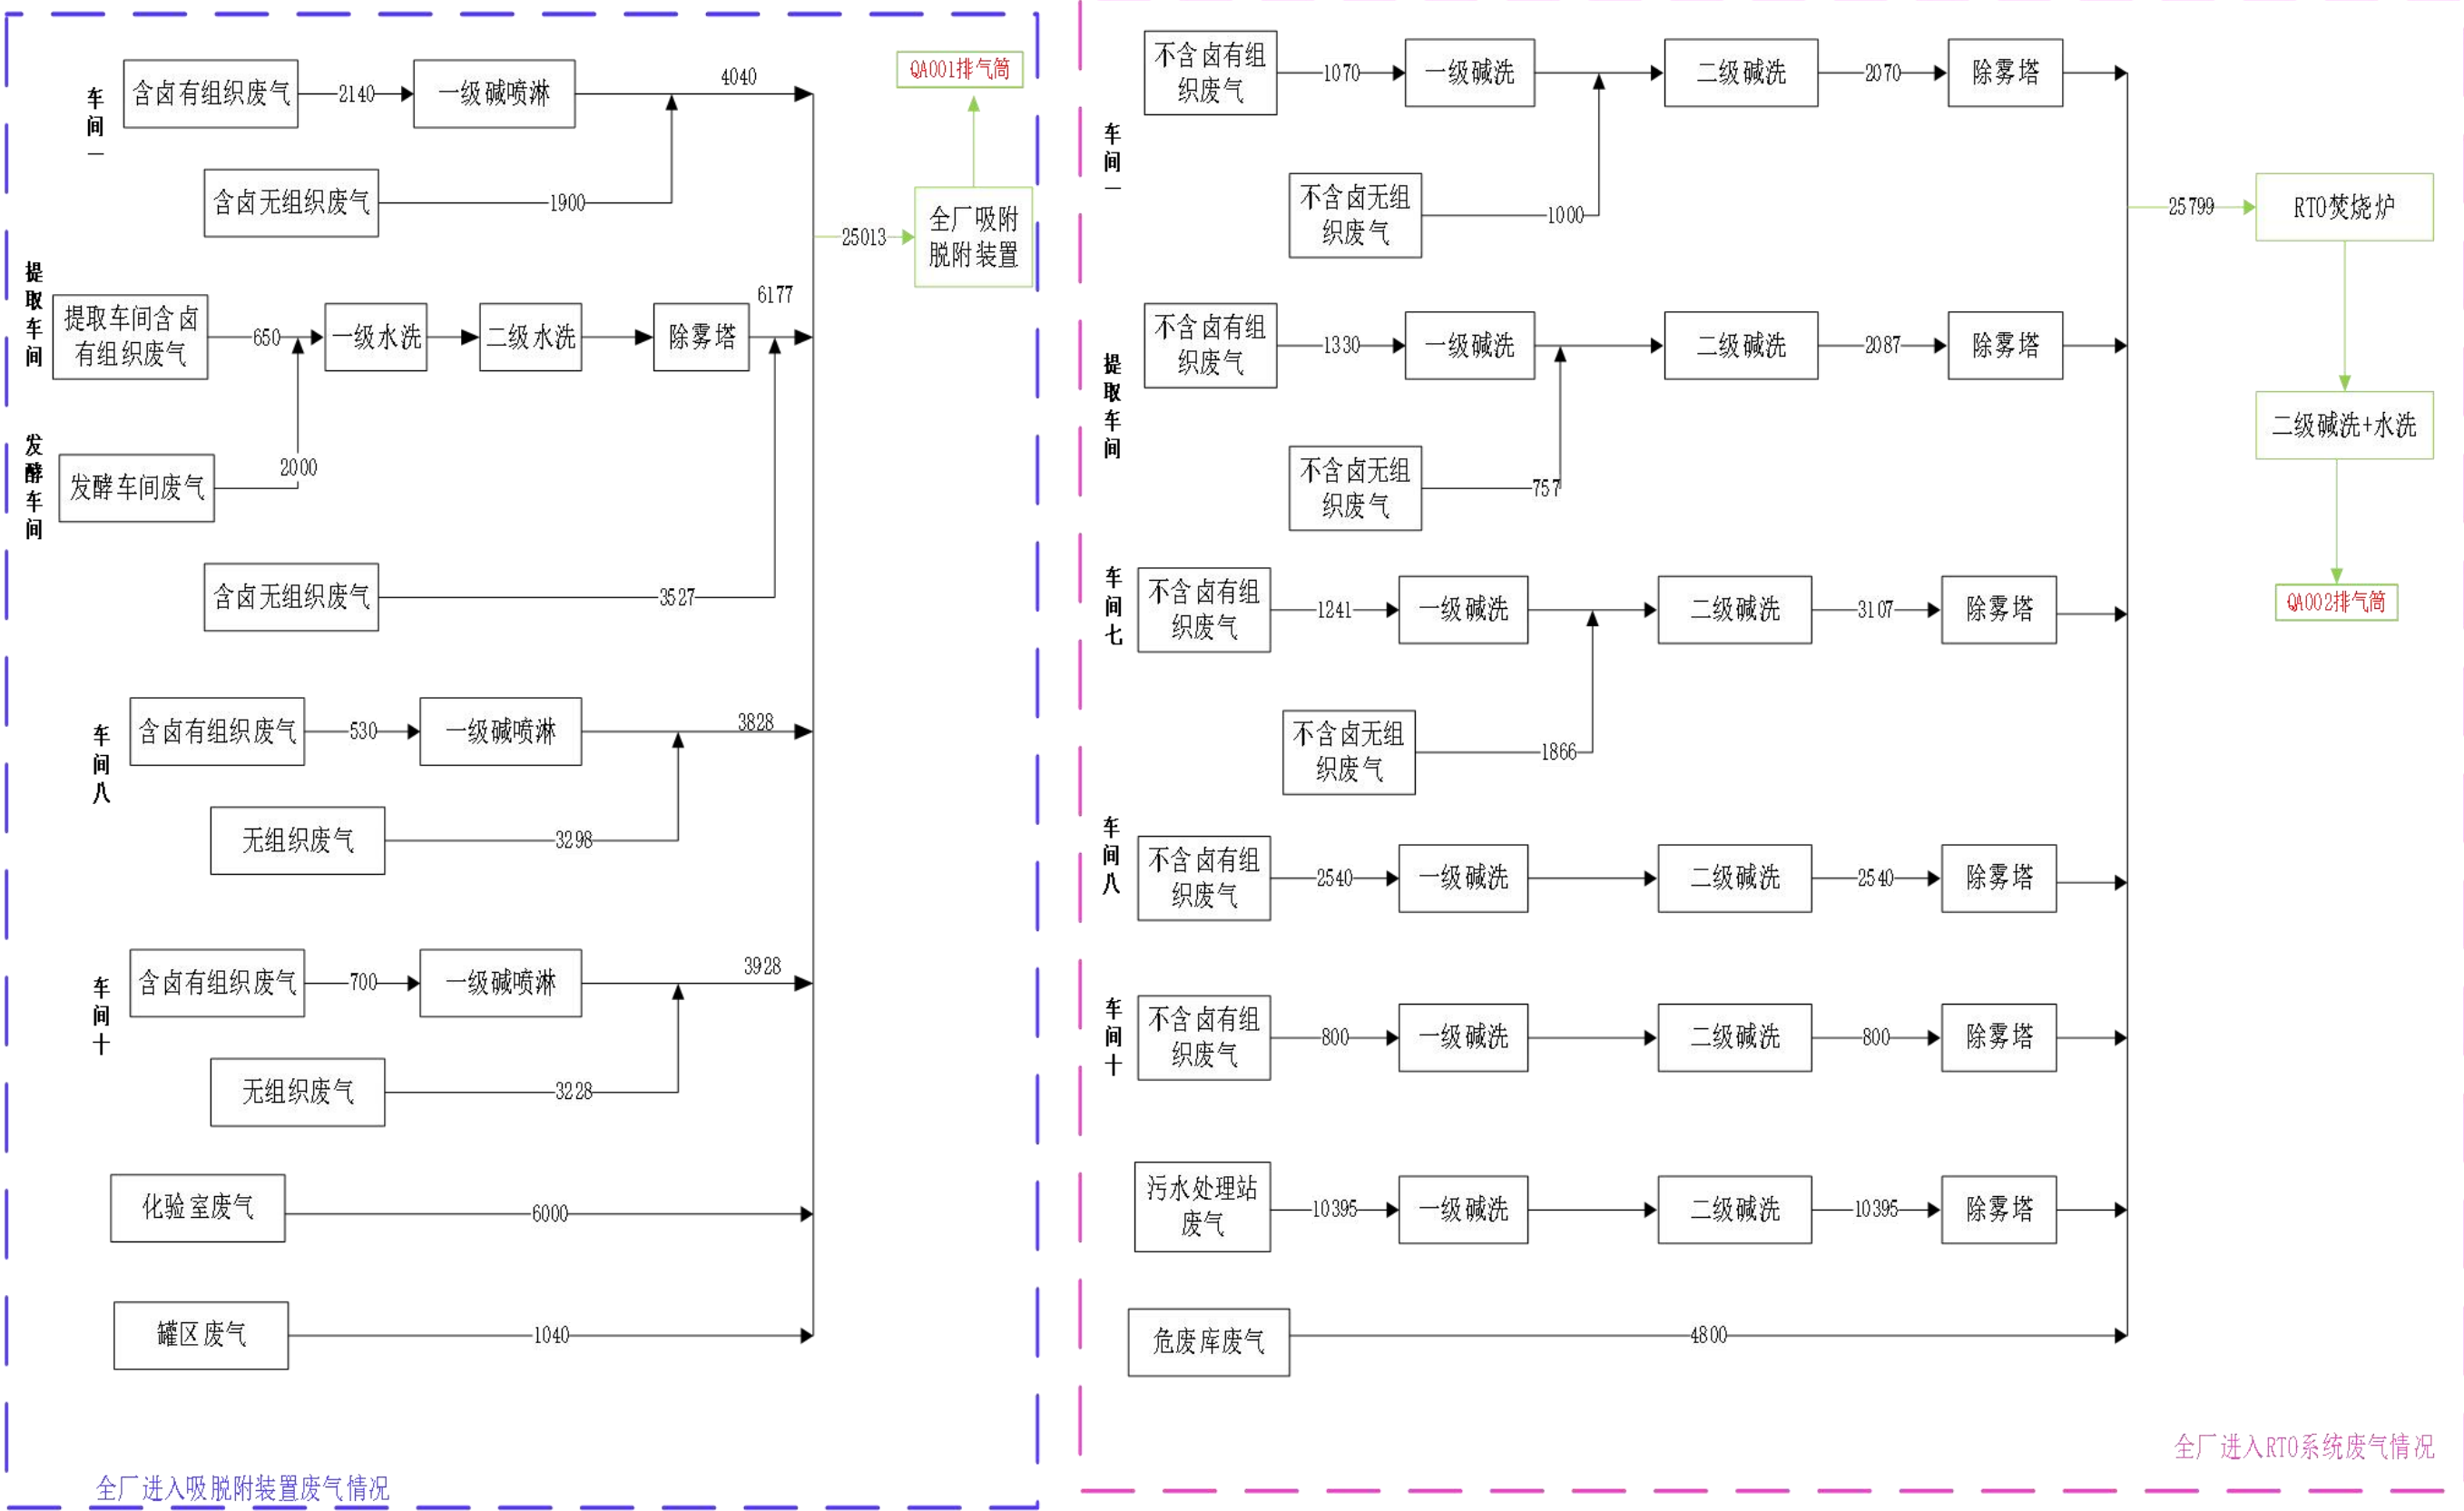 车间一
含卤有组织废气
2140
一级碱喷淋
4040
含卤无组织废气
1900
QA001排气筒
全厂吸附
脱附装置
25013
提取车间
提取车间含卤
有组织废气
650
一级水洗
二级水洗
除雾塔
6177
发酵车间
发酵车间废气
2000
含卤无组织废气
3527
车间八
含卤有组织废气
530
一级碱喷淋
3828
无组织废气
3298
车间十
含卤有组织废气
700
一级碱喷淋
3928
无组织废气
3228
化验室废气
6000
罐区废气
1040
全厂进入吸脱附装置废气情况
车间一
不含卤有组
织废气
1070
一级碱洗
二级碱洗
2070
除雾塔
不含卤无组
织废气
1000
25799
RTO焚烧炉
二级碱洗+水洗
QA002排气筒
提取车间
不含卤有组
织废气
1330
一级碱洗
二级碱洗
2087
除雾塔
不含卤无组
织废气
757
车间七
不含卤有组
织废气
1241
一级碱洗
二级碱洗
3107
除雾塔
不含卤无组
织废气
1866
车间八
不含卤有组
织废气
2540
一级碱洗
二级碱洗
2540
除雾塔
车间十
不含卤有组
织废气
800
一级碱洗
二级碱洗
800
除雾塔
污水处理站
废气
10395
一级碱洗
二级碱洗
10395
除雾塔
危废库废气
4800
全厂进入RTO系统废气情况